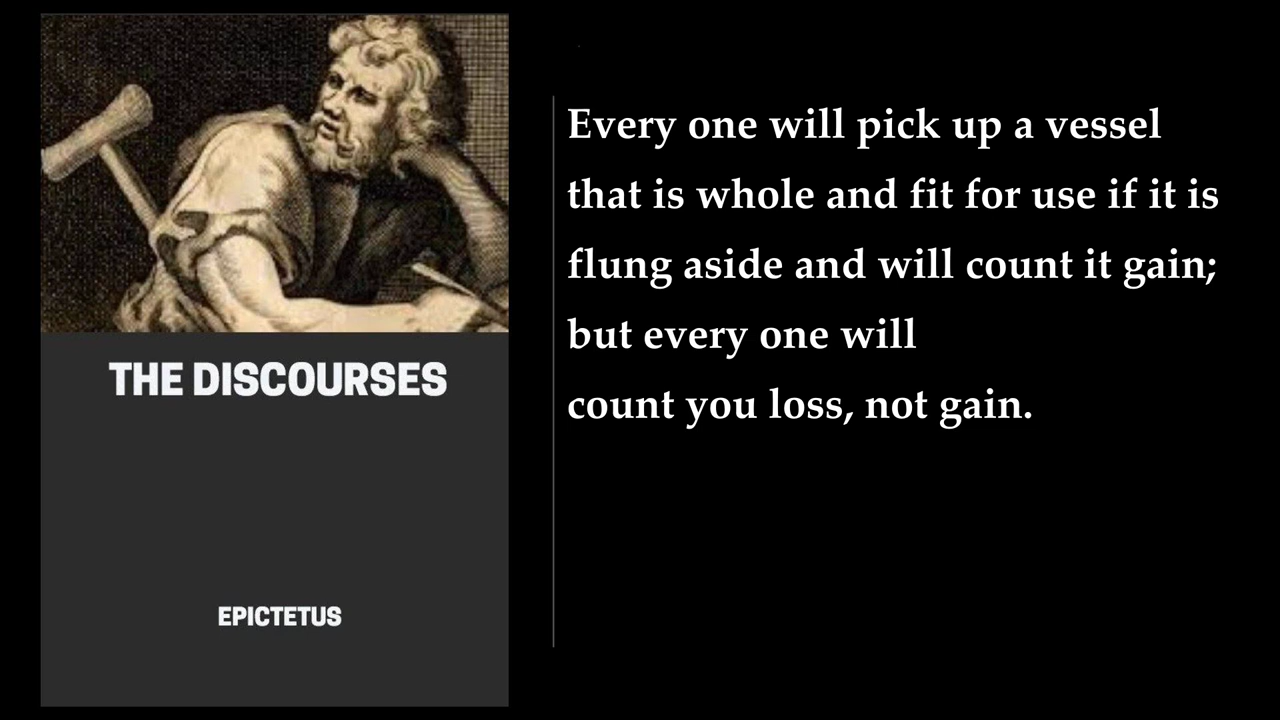 THE DISCOURSES
EPICTETUS
Every one will pick up a vessel
that is whole and fit for use if it is
flung aside and will count it gain;
but every one will
count you loss, not gain.